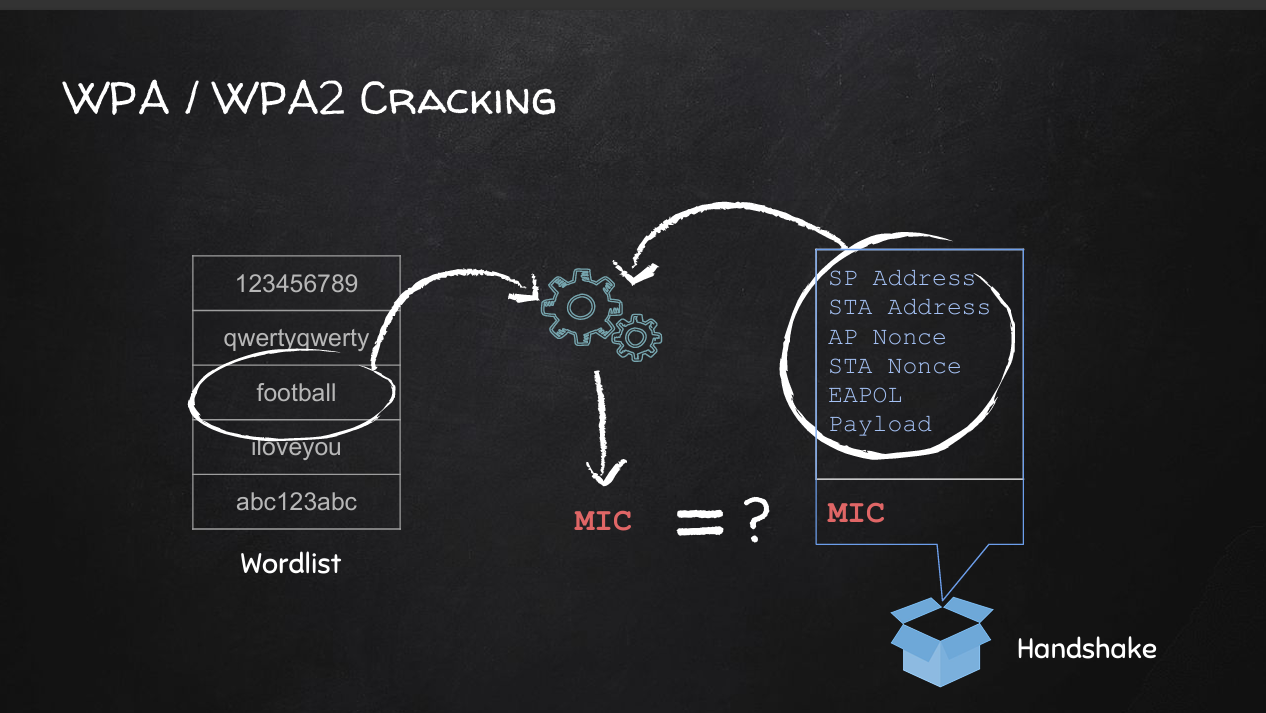 WPA / WPA2 Cracking
123456789
qwertyqwerty
football
iloveyou
abc123abc
Wordlist
MIC = ?
SP Address
STA Address
AP Nonce
STA Nonce
EAPOL
Payload
MIC
Handshake